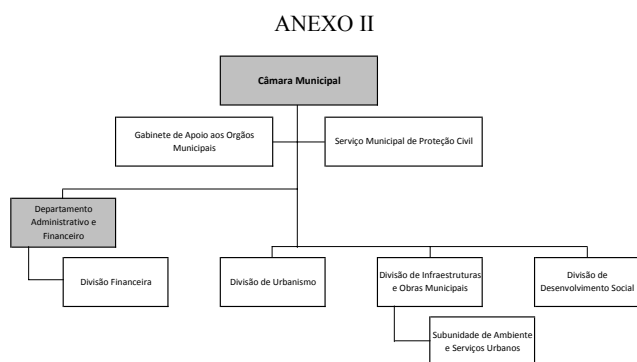 ANEXO II
Câmara Municipal
Gabinete de Apoio aos Orgãos
Municipais
Serviço Municipal de Proteção Civil
Departamento
Administrativo e
Financeiro
Divisão Financeira
Divisão de Urbanismo
Divisão de Infraestruturas
e Obras Municipais
Divisão de
Desenvolvimento Social
Subunidade de Ambiente
e Serviços Urbanos